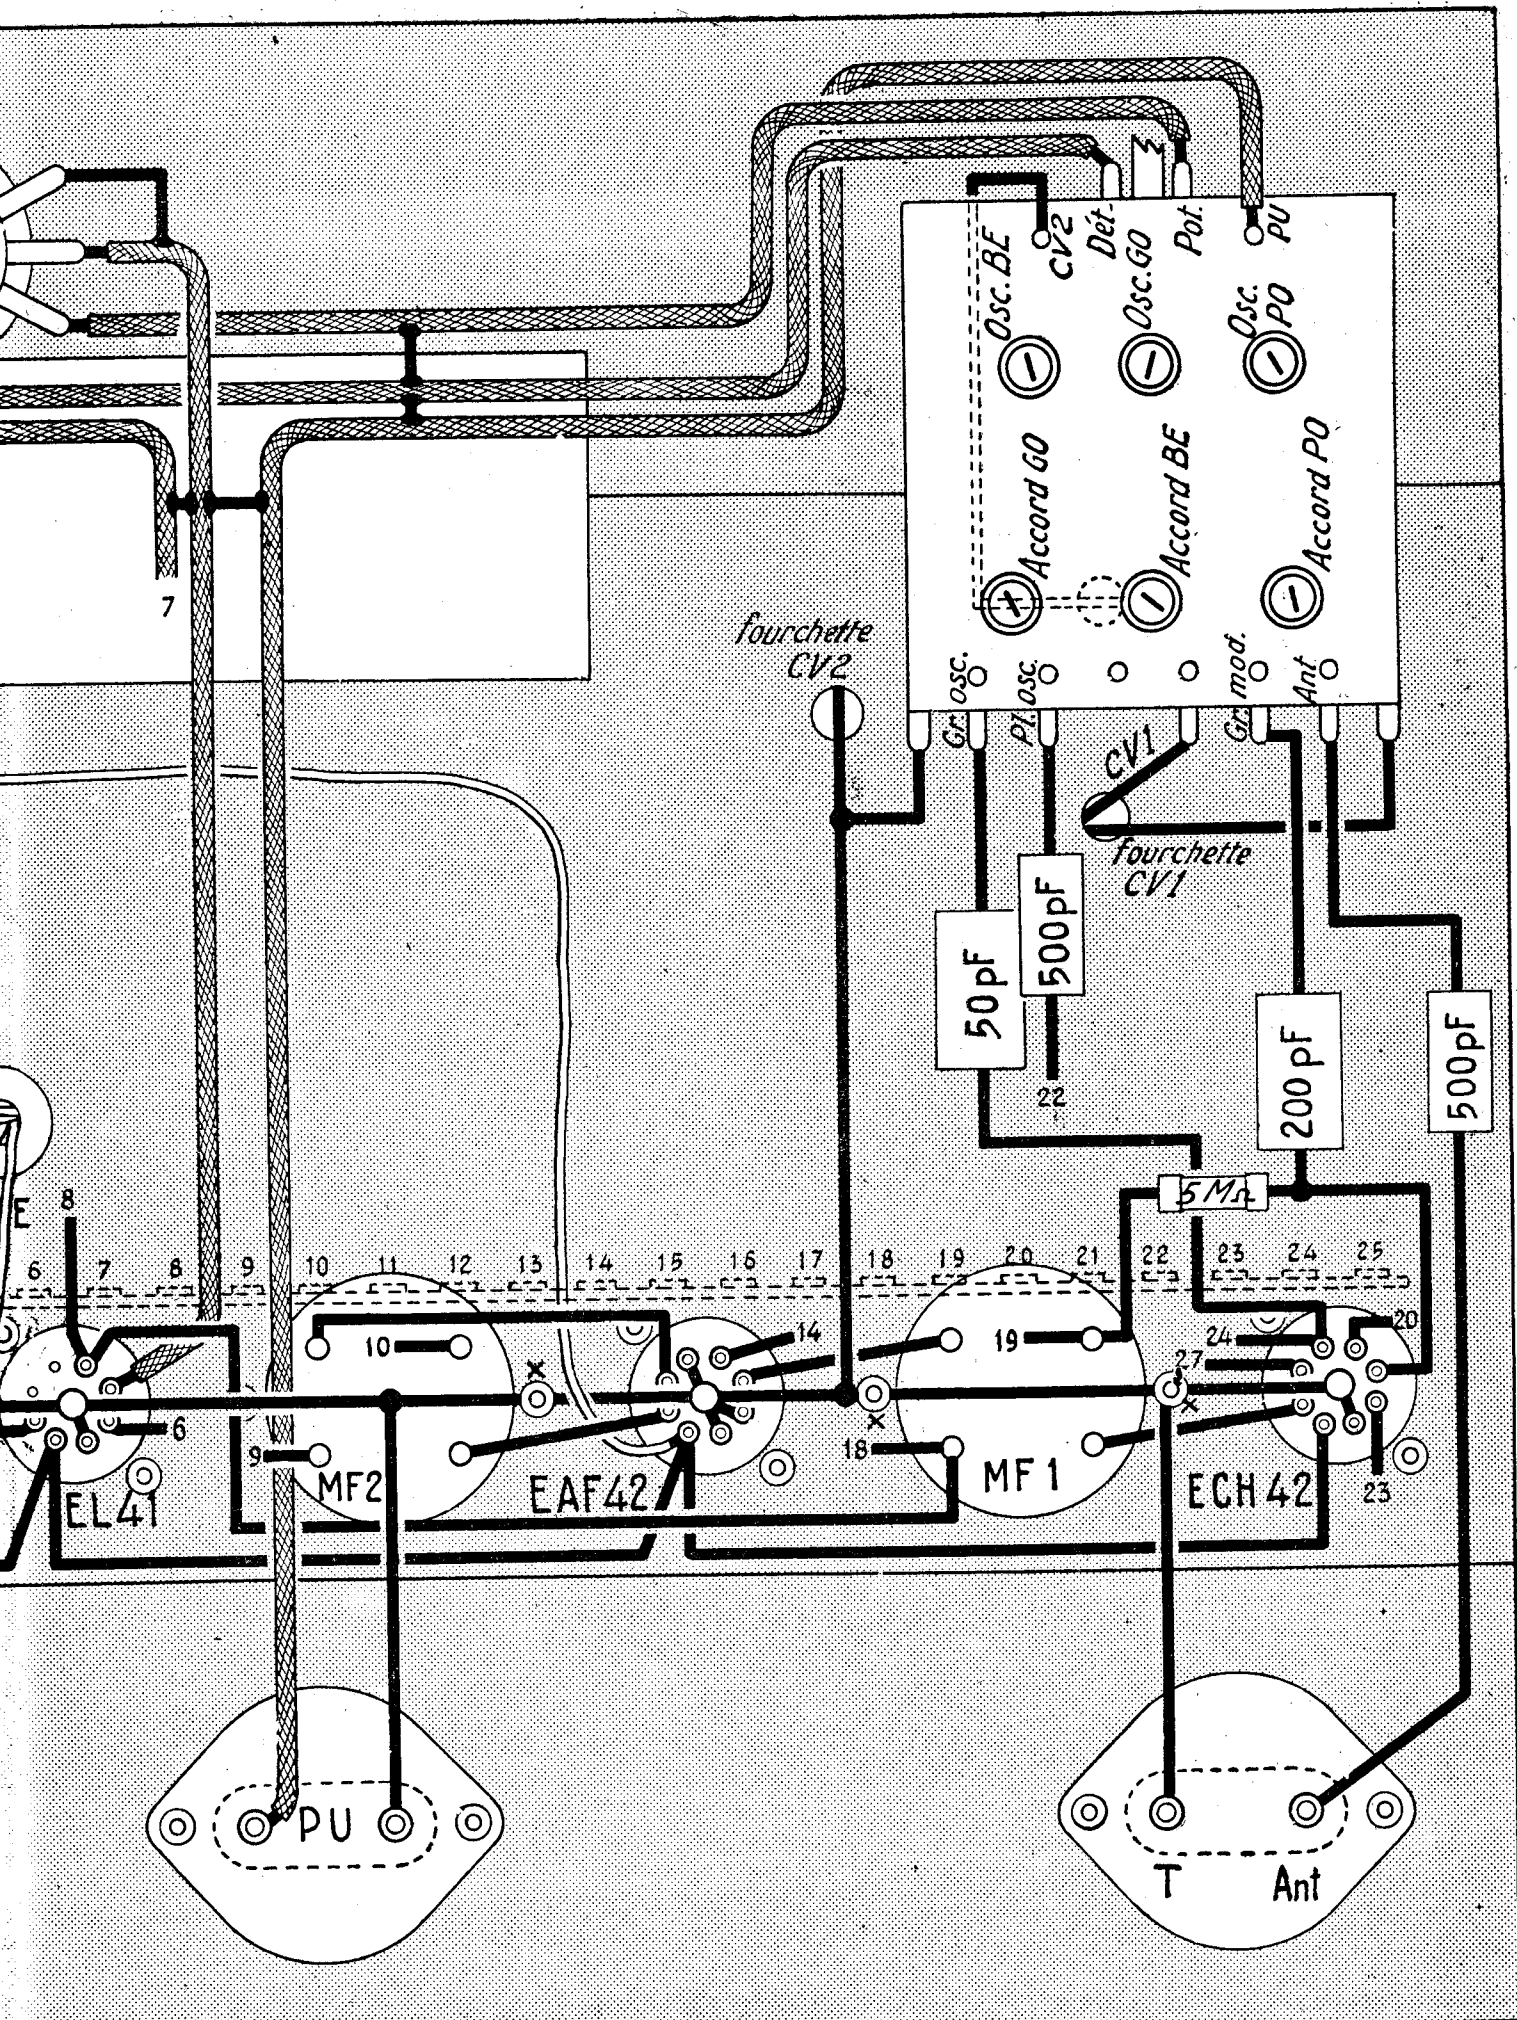 Osc. BE
CV2
Dét.
Osc. GO
Pot.
PU
Osc.
PO
Accord GO
Accord BE
Accord PO
7
fourchette
CV2
Gr. osc.
Pl. osc.
Gr. mod.
Ant
CV1
fourchette
CV1
50pF
500pF
22
200pF
500pF
5 MΩ
E
8
6 7 8 9 10 11 12 13 14 15 16 17 18 19 20 21 22 23 24 25
10
14
19
24
20
27
x
x
x
6
9
18
23
EL41
MF2
EAF42
MF1
ECH42
PU
T
Ant